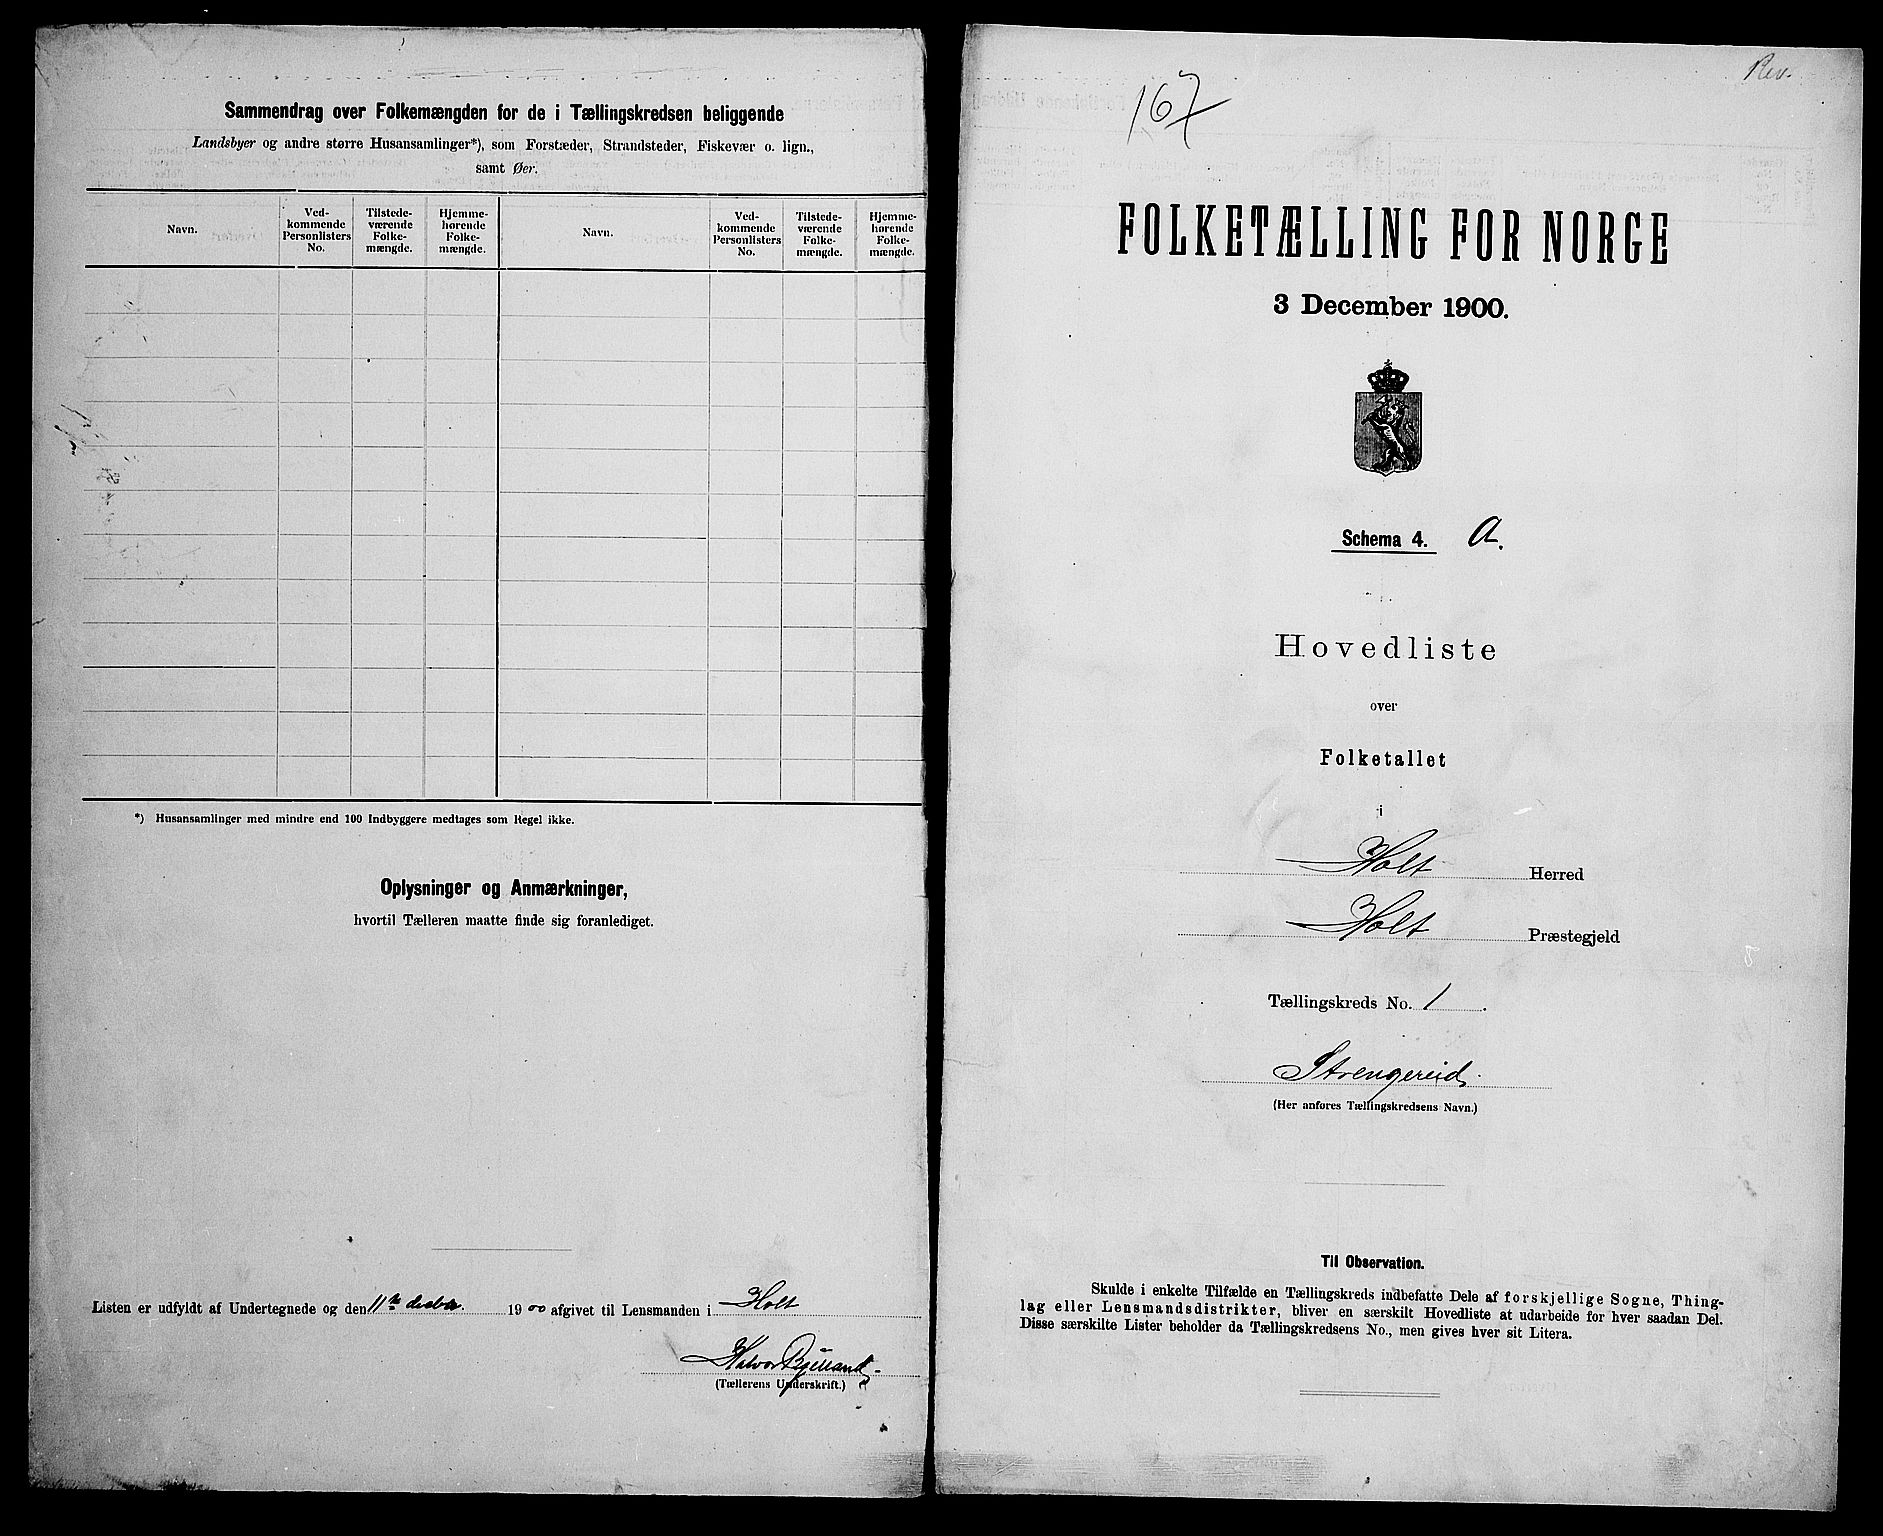 Sammendrag over Folkemængden for de i Tællingskredsen beliggende
Landsbyer og andre større Husansamlinger*), som Forstæder, Strandsteder, Fiskevær o. lign.,
samt Øer.
Navn.
Ved-
kommende
Personlisters
No.
Tilstede-
værende
Folke-
mængde.
Hjemme-
hørende
Folke-
mængde.
Navn.
Ved-
kommende
Personlisters
No.
Tilstede-
værende
Folke-
mængde.
Hjemme-
hørende
Folke-
mængde.
*) Husansamlinger med mindre end 100 Indbyggere medtages som Regel ikke.
Oplysninger og Anmærkninger,
hvortil Tælleren maatte finde sig foranlediget.
Listen er udfyldt af Undertegnede og den 11te decbr. 1900 afgivet til Lensmanden i Holt
Halvor
(Tællerens Underskrift.)
Rev.
167
FOLKETÆLLING FOR NORGE
3 December 1900.
Schema 4. A.
Hovedliste
over
Folketallet
i
Holt Herred
Holt Præstegjeld
Tællingskreds No. 1.
Strengereid.
(Her anføres Tællingskredsens Navn.)
Til Observation.
Skulde i enkelte Tilfælde en Tællingskreds indbefatte Dele af forskjellige Sogne, Thing-
lag eller Lensmandsdistrikter, bliver en særskilt Hovedliste at udarbeide for hver saadan Del.
Disse særskilte Lister beholder da Tællingskredsens No., men gives hver sit Litera.